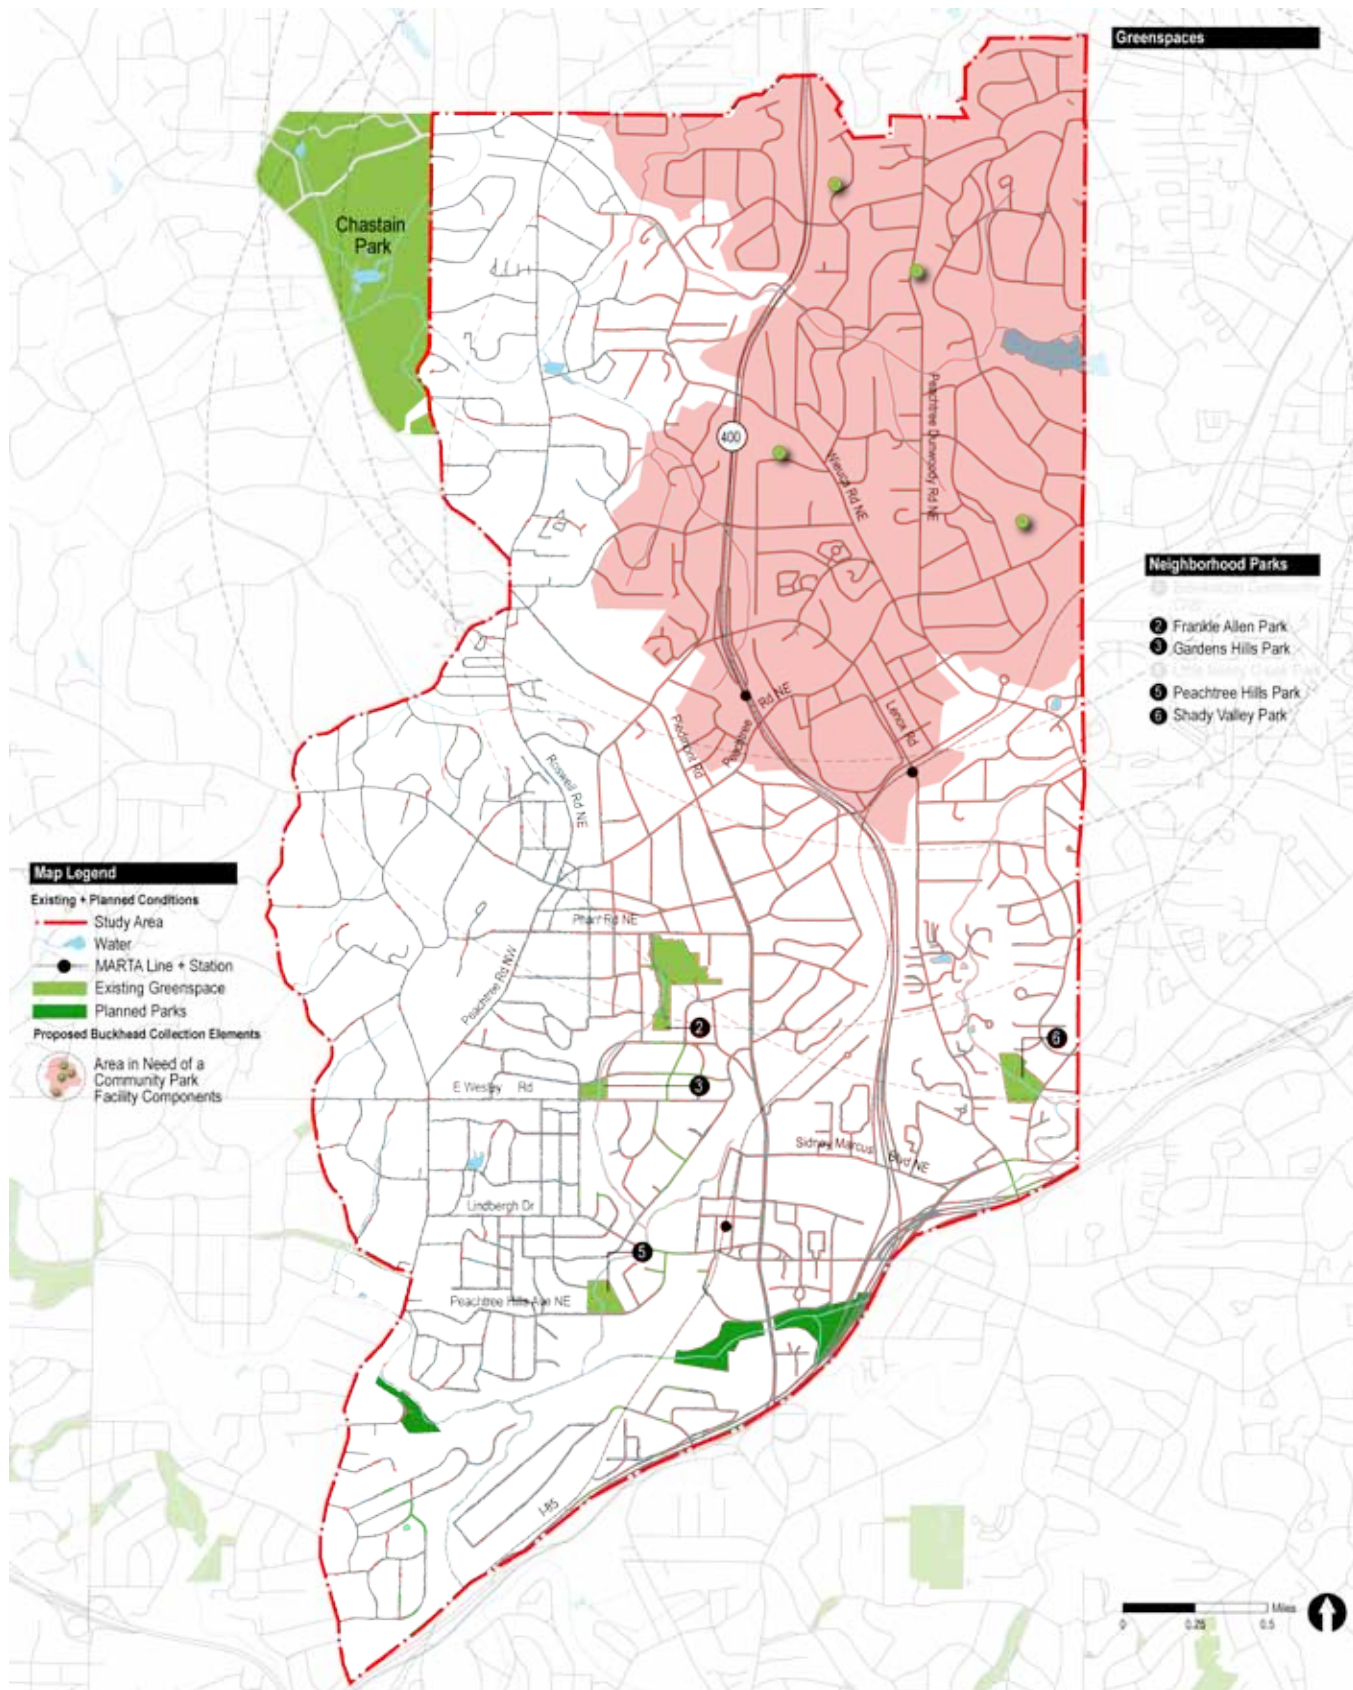 Greenspaces
Chastain
Park
400
Wieuca Rd NE
Peachtree Dunwoody Rd NE
Neighborhood Parks
2 Frankie Allen Park
3 Gardens Hills Park
5 Peachtree Hills Park
6 Shady Valley Park
Peachtree Rd NE
Lenox Rd
Piedmont Rd
Roswell Rd NE
Map Legend
Existing + Planned Conditions
Study Area
Water
MARTA Line + Station
Existing Greenspace
Planned Parks
Proposed Buckhead Collection Elements
Area in Need of a
Community Park
Facility Components
Pharr Rd NE
Peachtree Rd NW
2
6
3
E Wesley Rd
Sidney Marcus Blvd NE
Lindbergh Dr
5
Peachtree Hills Ave NE
I-85
Miles
0 0.25 0.5